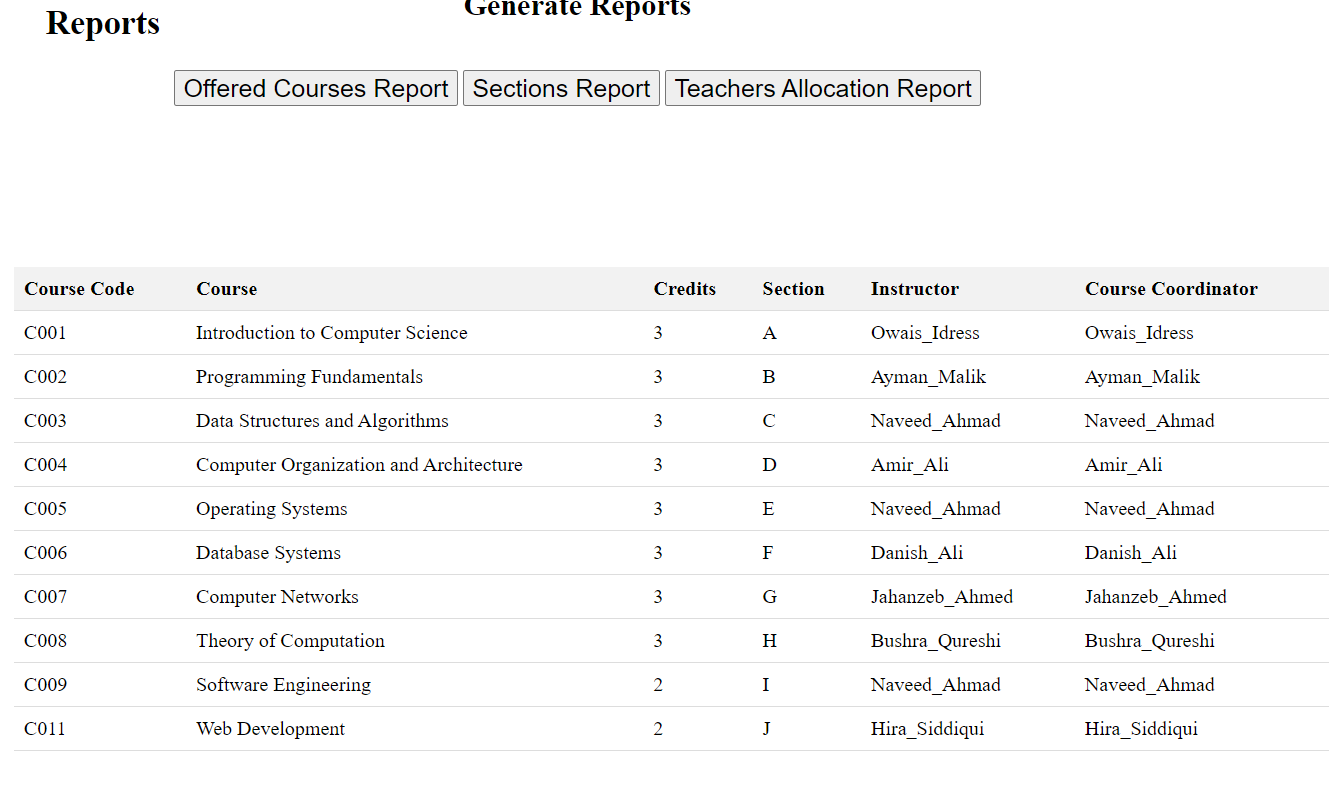 Generate Reports
Reports
Offered Courses Report Sections Report Teachers Allocation Report
Course Code Course Credits Section Instructor Course Coordinator
C001 Introduction to Computer Science 3 A Owais_Idress Owais_Idress
C002 Programming Fundamentals 3 B Ayman_Malik Ayman_Malik
C003 Data Structures and Algorithms 3 C Naveed_Ahmad Naveed_Ahmad
C004 Computer Organization and Architecture 3 D Amir_Ali Amir_Ali
C005 Operating Systems 3 E Naveed_Ahmad Naveed_Ahmad
C006 Database Systems 3 F Danish_Ali Danish_Ali
C007 Computer Networks 3 G Jahanzeb_Ahmed Jahanzeb_Ahmed
C008 Theory of Computation 3 H Bushra_Qureshi Bushra_Qureshi
C009 Software Engineering 2 I Naveed_Ahmad Naveed_Ahmad
C011 Web Development 2 J Hira_Siddiqui Hira_Siddiqui